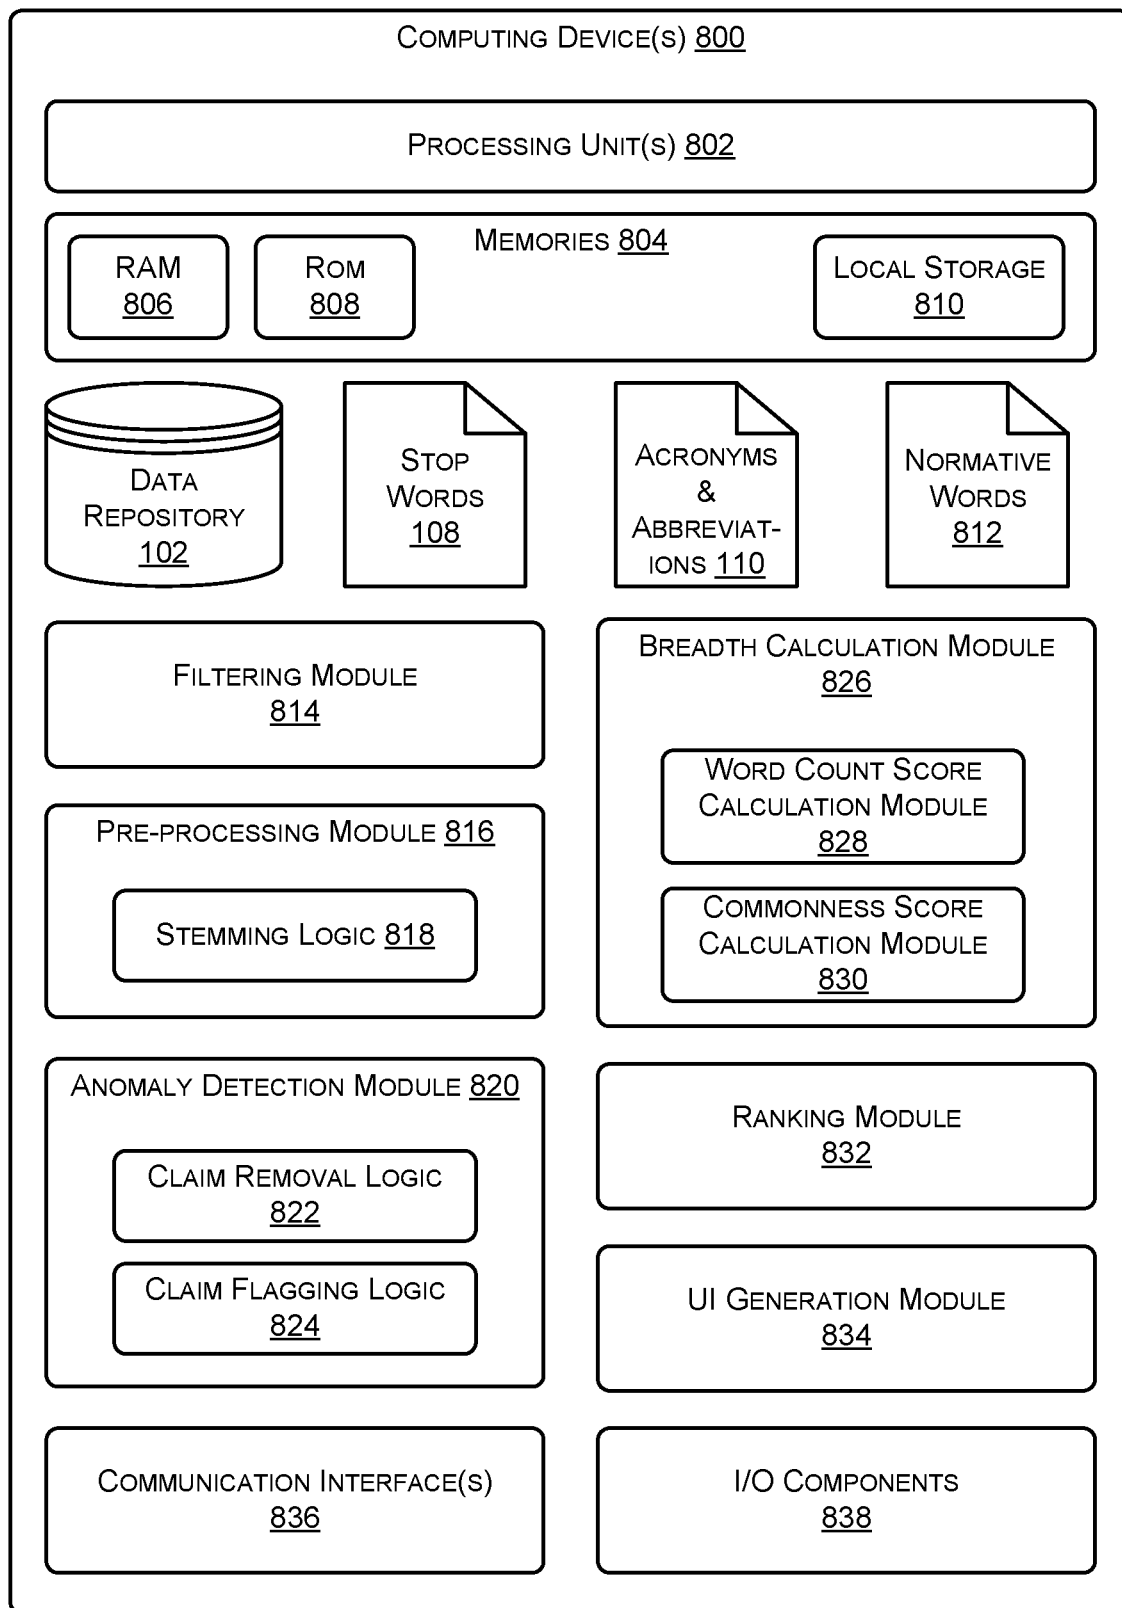 COMPUTING DEVICE(S) 800
PROCESSING UNIT(S) 802
MEMORIES 804
RAM
806
ROM
808
LOCAL STORAGE
810
DATA
REPOSITORY
102
STOP
WORDS
108
ACRONYMS
&
ABBREVIAT-
IONS 110
NORMATIVE
WORDS
812
FILTERING MODULE
814
PRE-PROCESSING MODULE 816
STEMMING LOGIC 818
ANOMALY DETECTION MODULE 820
CLAIM REMOVAL LOGIC
822
CLAIM FLAGGING LOGIC
824
BREADTH CALCULATION MODULE
826
WORD COUNT SCORE
CALCULATION MODULE
828
COMMONNESS SCORE
CALCULATION MODULE
830
RANKING MODULE
832
UI GENERATION MODULE
834
COMMUNICATION INTERFACE(S)
836
I/O COMPONENTS
838